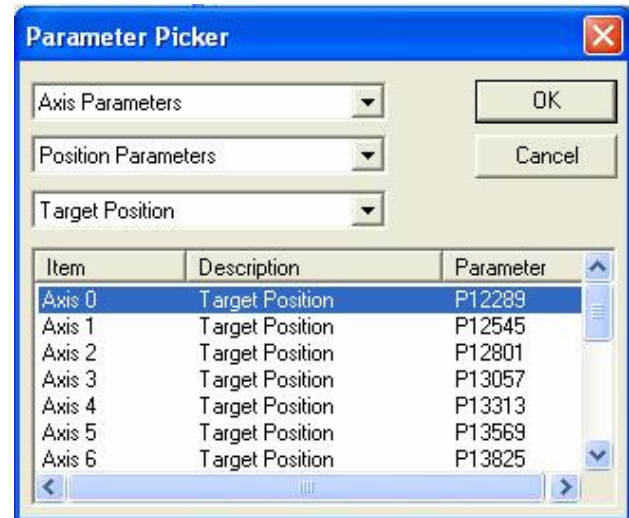 Parameter Picker
Axis Parameters
OK
Position Parameters
Cancel
Target Position
Item Description Parameter
Axis 0 Target Position P12289
Axis 1 Target Position P12545
Axis 2 Target Position P12801
Axis 3 Target Position P13057
Axis 4 Target Position P13313
Axis 5 Target Position P13569
Axis 6 Target Position P13825